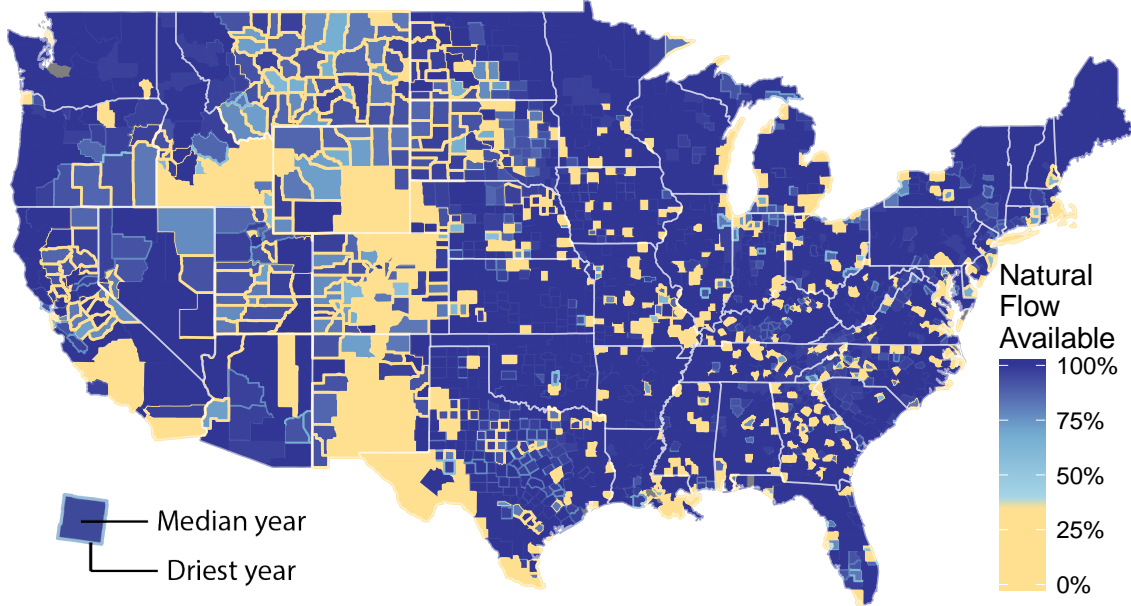 Natural
Flow
Available
100%
75%
50%
25%
0%
Median year
Driest year